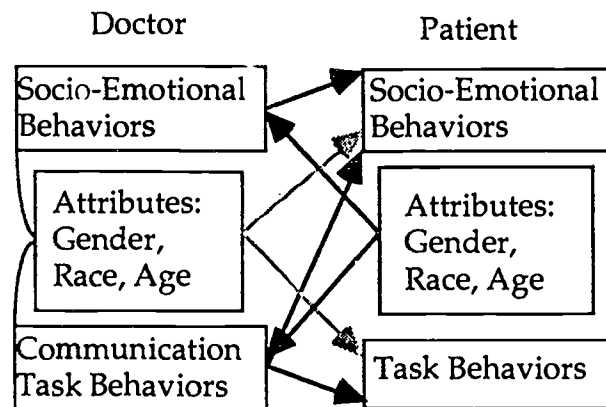 Doctor
Patient
Socio-Emotional
Behaviors
Socio-Emotional
Behaviors
Attributes:
Gender,
Race, Age
Attributes:
Gender,
Race, Age
Communication
Task Behaviors
Task Behaviors